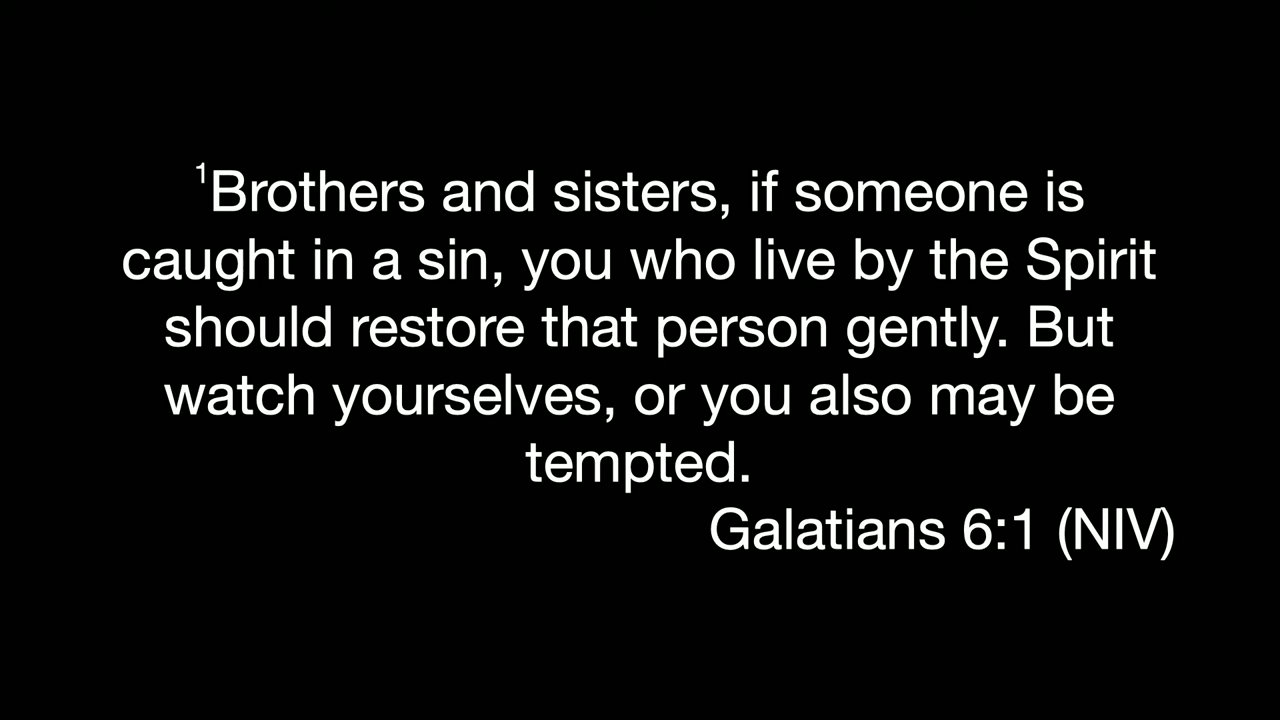 ¹Brothers and sisters, if someone is
caught in a sin, you who live by the Spirit
should restore that person gently. But
watch yourselves, or you also may be
tempted.
Galatians 6:1 (NIV)